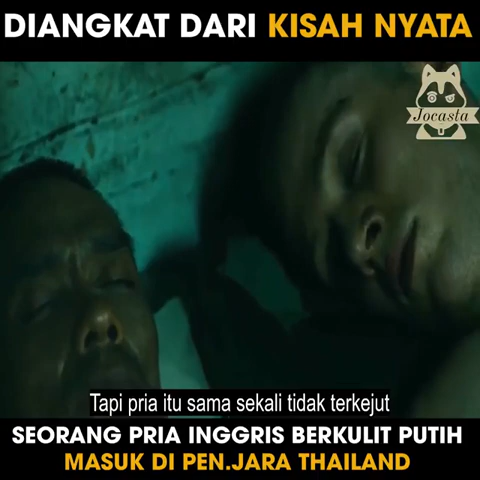 DIANGKAT DARI KISAH NYATA
Jocasta
Tapi pria itu sama sekali tidak terkejut
SEORANG PRIA INGGRIS BERKULIT PUTIH
MASUK DI PEN.JARA THAILAND